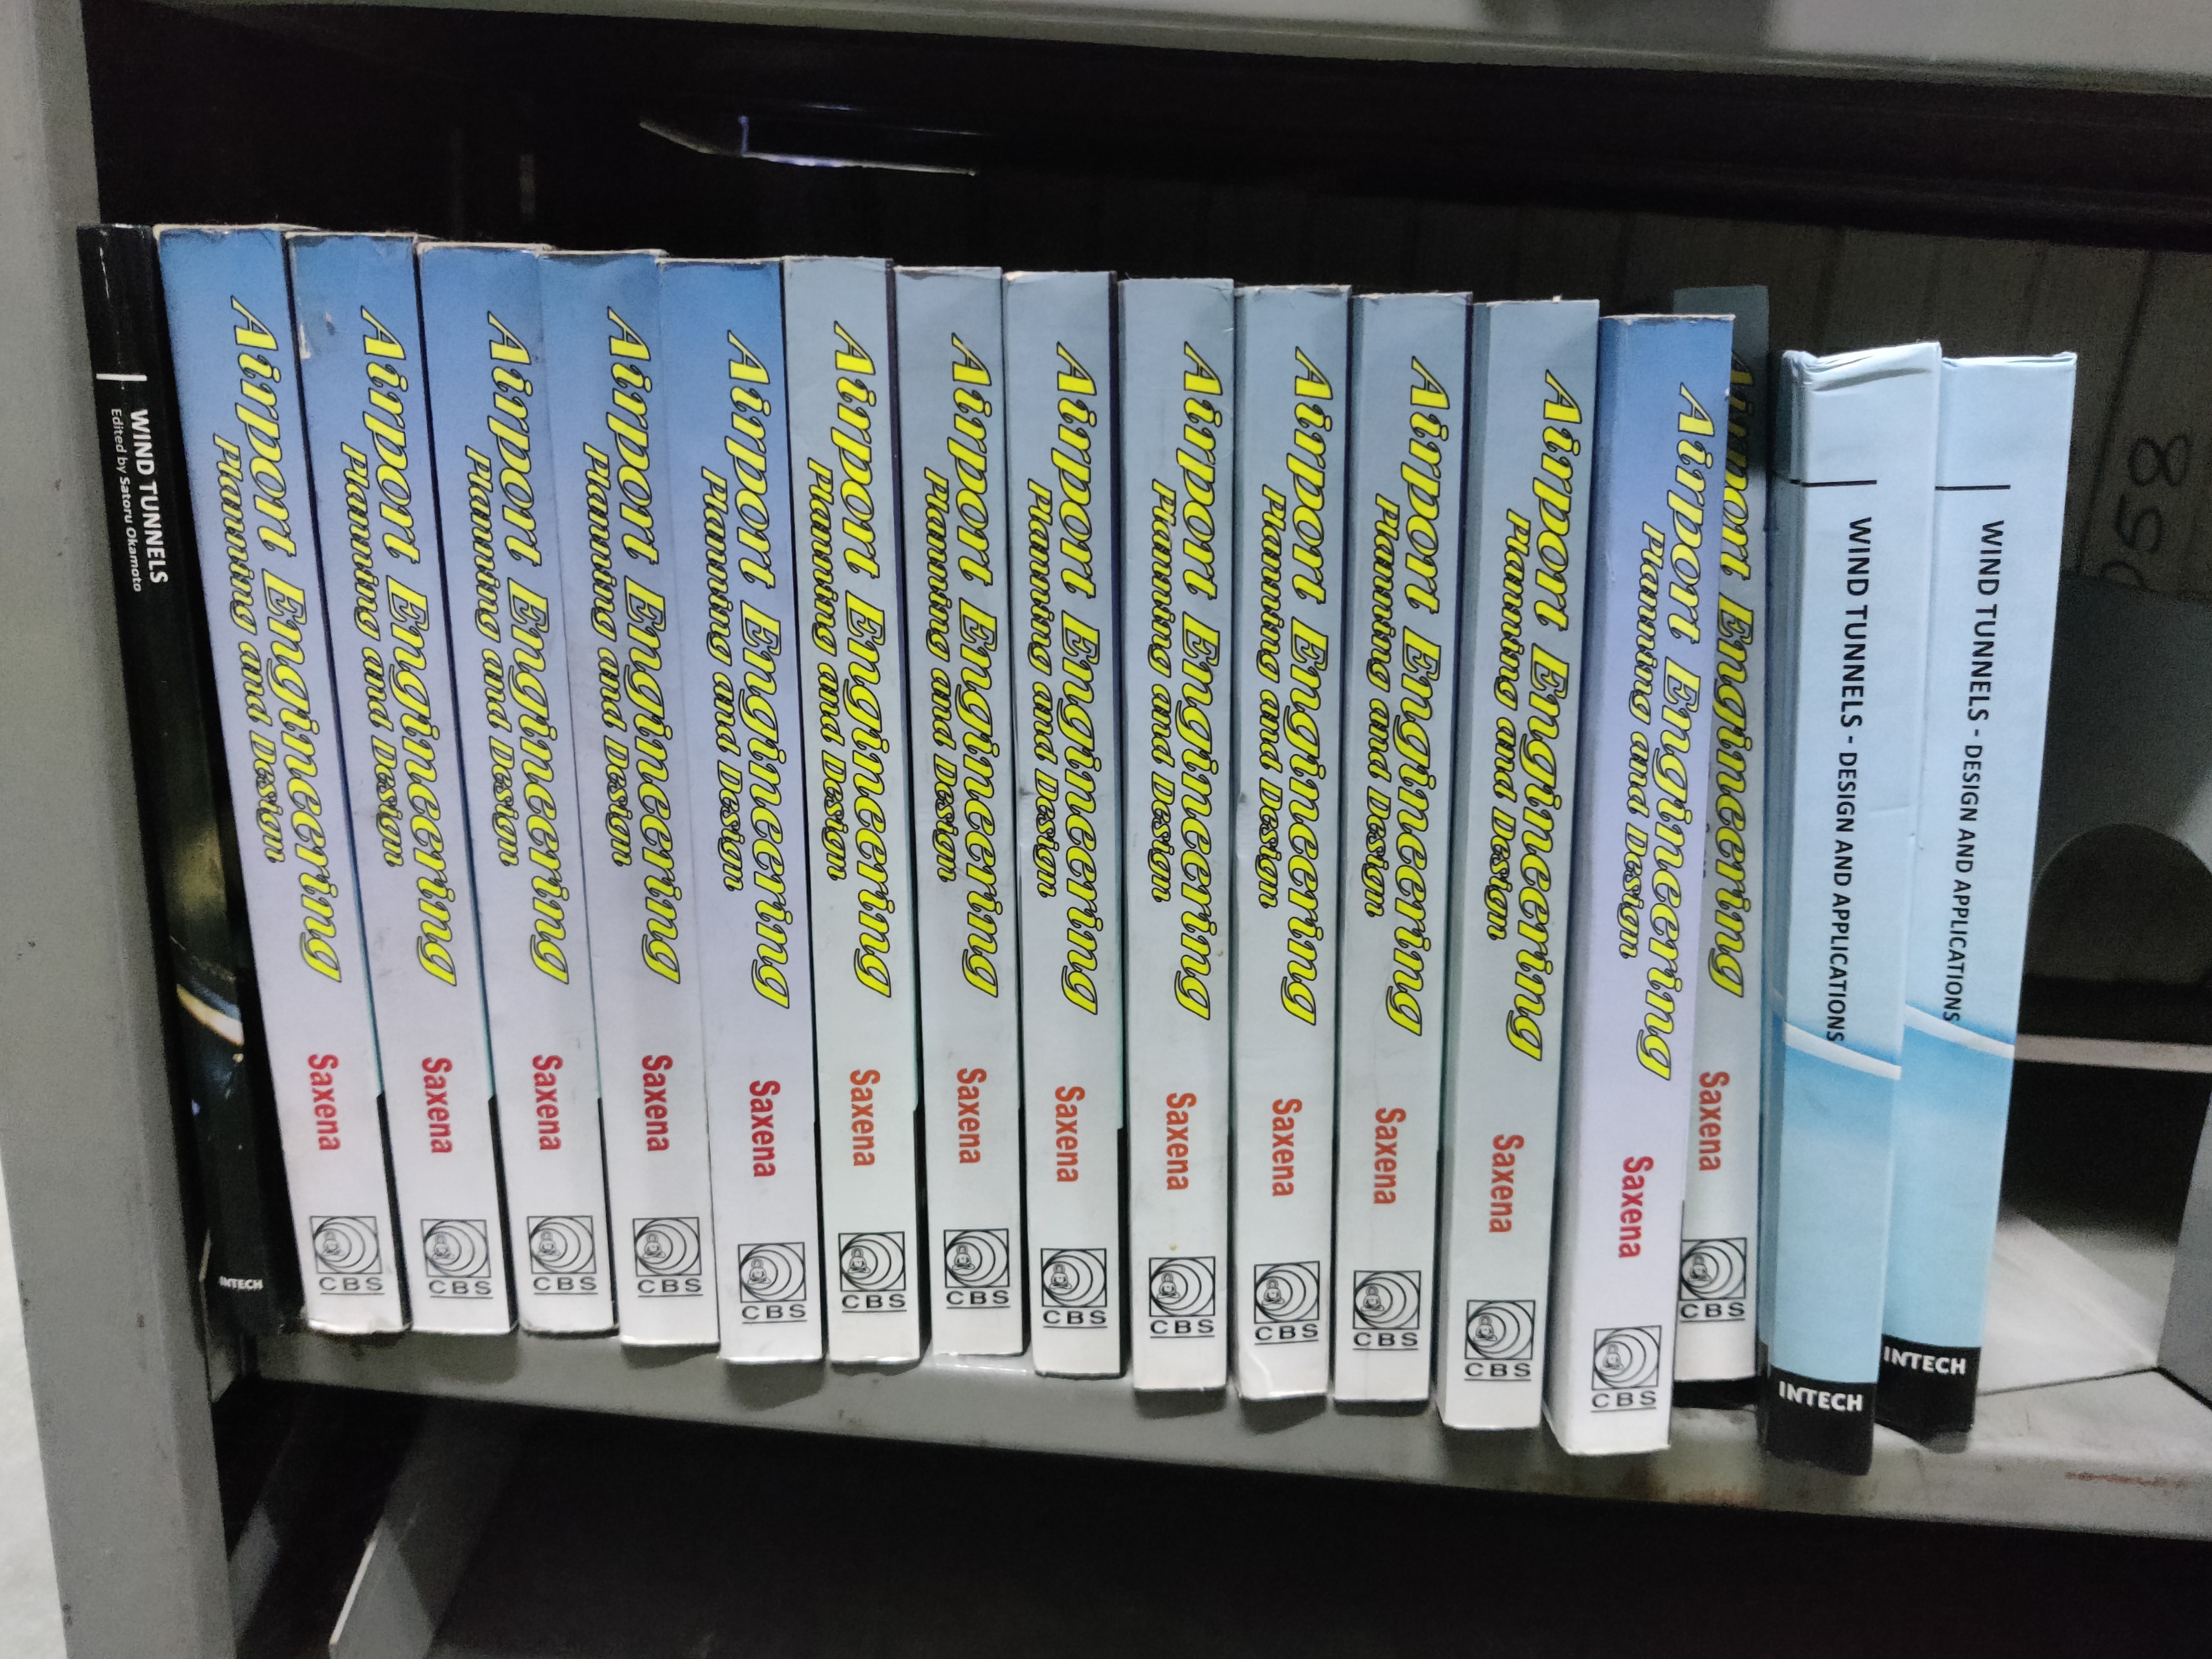 WIND TUNNELS
Edited by Satoru Okamoto
INTECH
Airport Engineering
Planning and Design
Saxena
CBS
Airport Engineering
Planning and Design
Saxena
CBS
Airport Engineering
Planning and Design
Saxena
CBS
Airport Engineering
Planning and Design
Saxena
CBS
Airport Engineering
Planning and Design
Saxena
CBS
Airport Engineering
Planning and Design
Saxena
CBS
Airport Engineering
Planning and Design
Saxena
CBS
Airport Engineering
Planning and Design
Saxena
CBS
Airport Engineering
Planning and Design
Saxena
CBS
Airport Engineering
Planning and Design
Saxena
CBS
Airport Engineering
Planning and Design
Saxena
CBS
Airport Engineering
Planning and Design
Saxena
CBS
Airport Engineering
Planning and Design
Saxena
CBS
Airport Engineering
Saxena
CBS
WIND TUNNELS - DESIGN AND APPLICATIONS
INTECH
WIND TUNNELS - DESIGN AND APPLICATIONS
INTECH